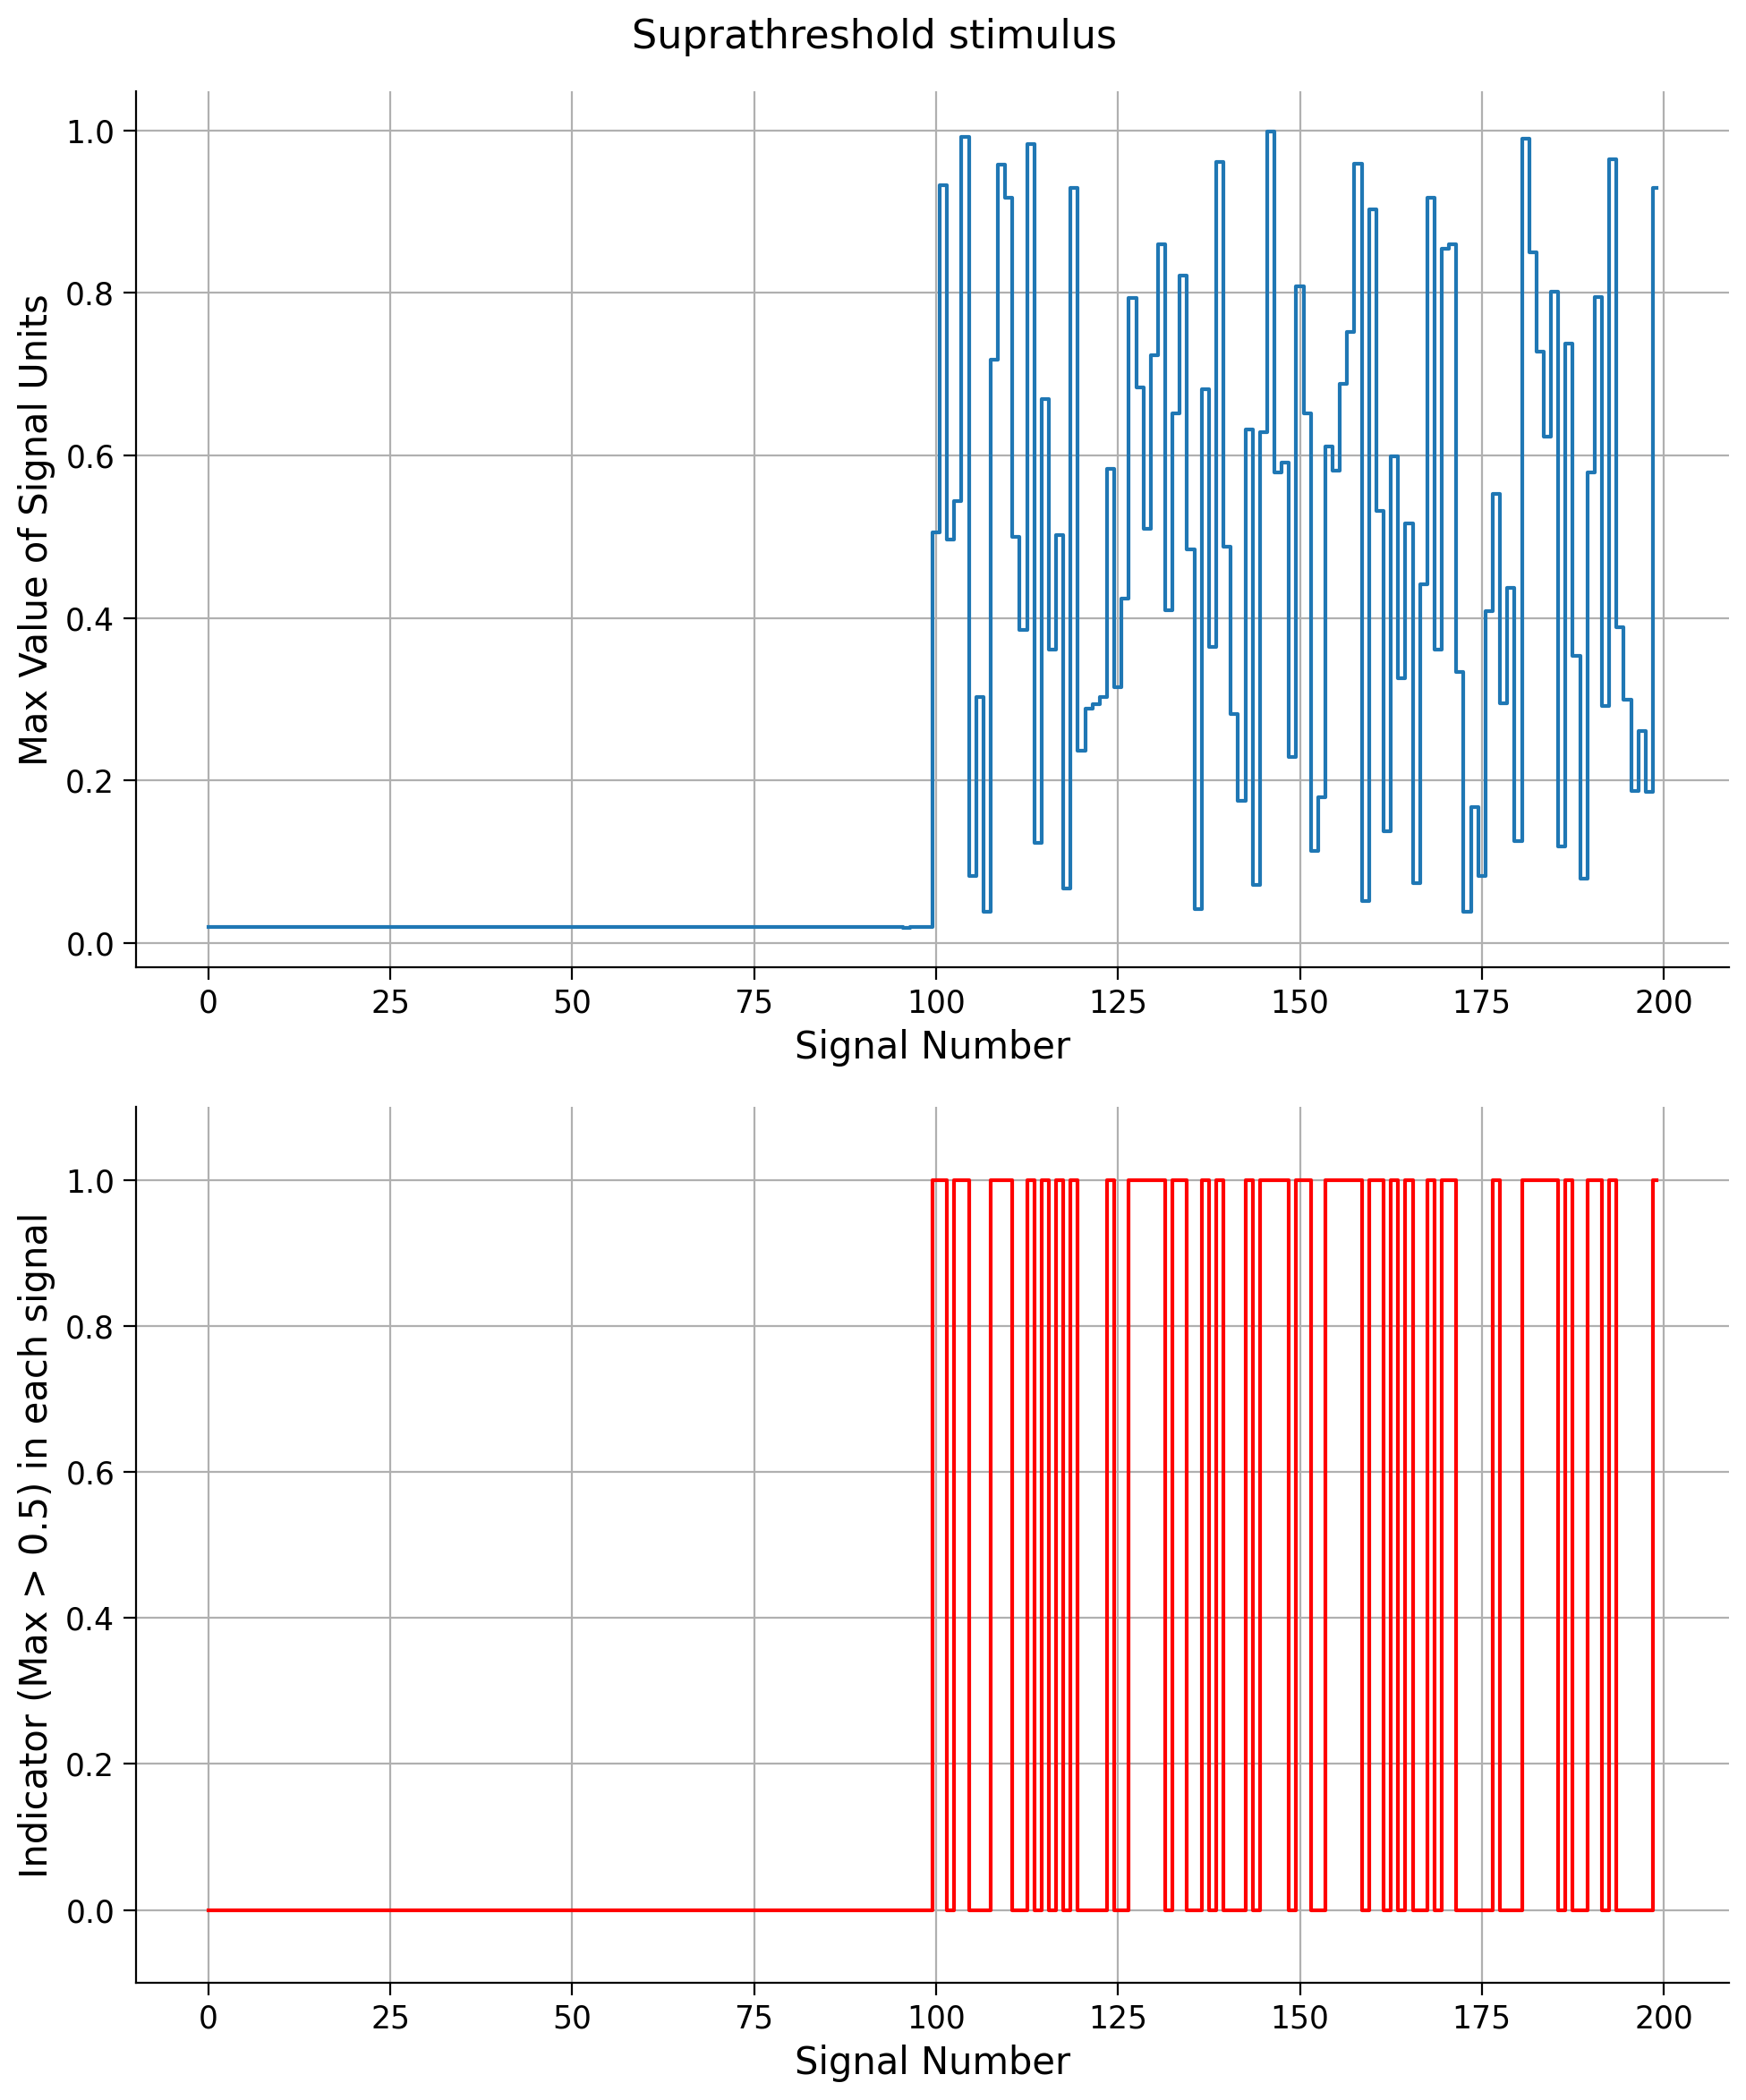 Suprathreshold stimulus
Max Value of Signal Units
1.0
0.8
0.6
0.4
0.2
0.0
0 25 50 75 100 125 150 175 200
Signal Number
Indicator (Max > 0.5) in each signal
1.0
0.8
0.6
0.4
0.2
0.0
0 25 50 75 100 125 150 175 200
Signal Number